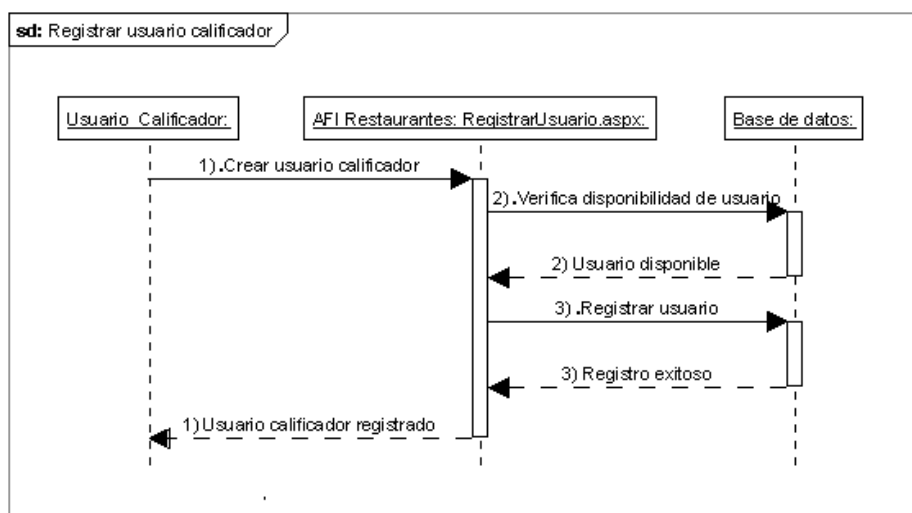 sd: Registrar usuario calificador
Usuario Calificador:
AFI Restaurantes: RegistrarUsuario.aspx:
Base de datos:
1) .Crear usuario calificador
2) .Verifica disponibilidad de usuario
2) Usuario disponible
3) .Registrar usuario
3) Registro exitoso
1) Usuario calificador registrado